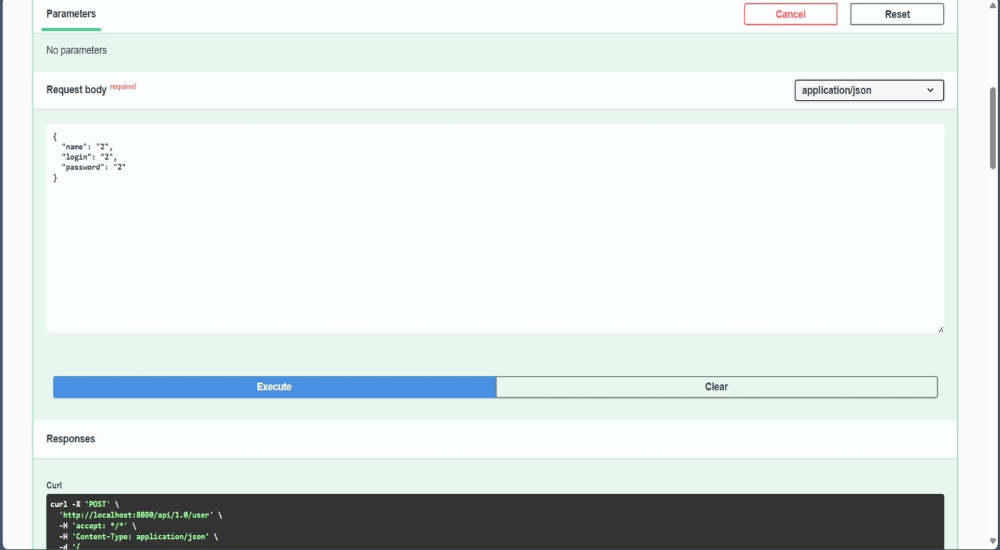 Parameters
Cancel
Reset
No parameters
Request body required
application/json
{
  "name": "2",
  "login": "2",
  "password": "2"
}
Execute
Clear
Responses
Curl
curl -X 'POST' \
  'http://localhost:8080/api/1.0/user' \
  -H 'accept: */*' \
  -H 'Content-Type: application/json' \
  -d '{